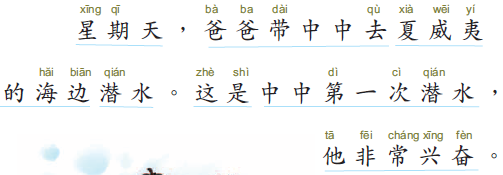 xīng qī bà ba dài qù xià wēi yí
星期天，爸爸带中中去夏威夷
hǎi biān qián zhè shì dì cì qián
的海边潜水。这是中中第一次潜水，
tā fēi cháng xīng fèn
他非常兴奋。